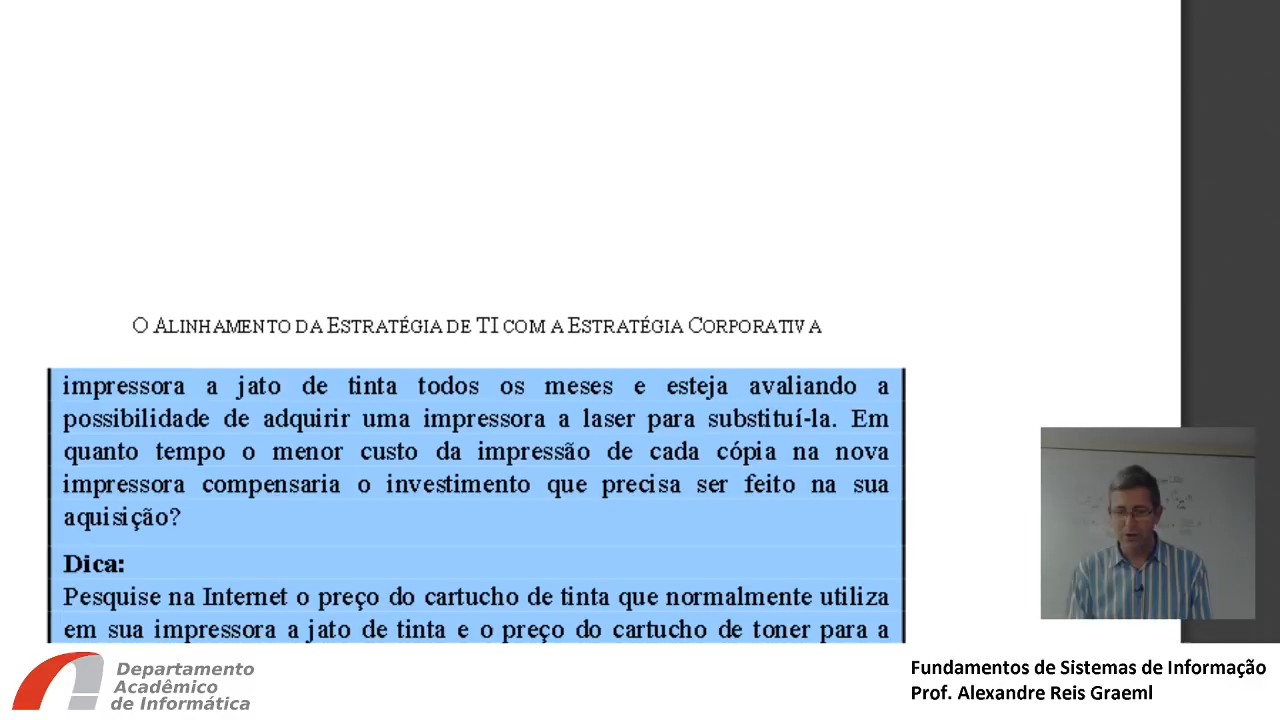 O ALINHAMENTO DA ESTRATÉGIA DE TI COM A ESTRATÉGIA CORPORATIVA
impressora a jato de tinta todos os meses e esteja avaliando a
possibilidade de adquirir uma impressora a laser para substituí-la. Em
quanto tempo o menor custo da impressão de cada cópia na nova
impressora compensaria o investimento que precisa ser feito na sua
aquisição?
Dica:
Pesquise na Internet o preço do cartucho de tinta que normalmente utiliza
em sua impressora a jato de tinta e o preço do cartucho de toner para a
Departamento
Acadêmico
de Informática
Fundamentos de Sistemas de Informação
Prof. Alexandre Reis Graeml